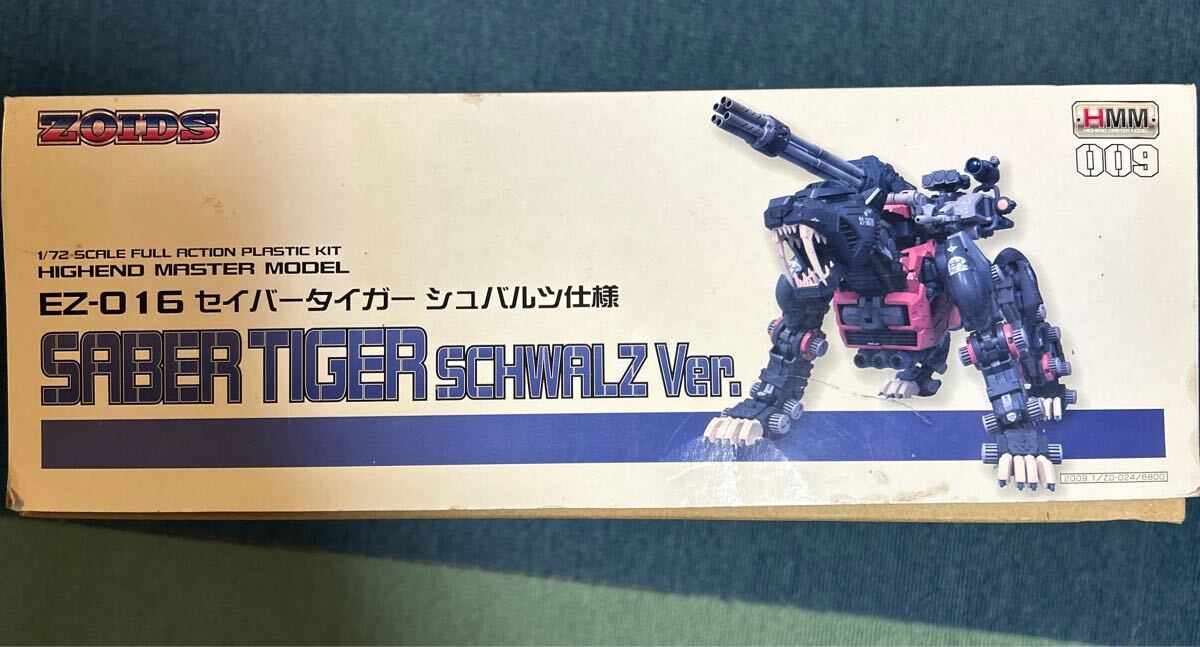 ZOIDS
HMM
HIGHEND MASTER MODEL
009
1/72-SCALE FULL ACTION PLASTIC KIT
HIGHEND MASTER MODEL
EZ-016 セイバータイガー シュバルツ仕様
SABER TIGER SCHWALZ Ver.
2009.1/ZD-024/6800